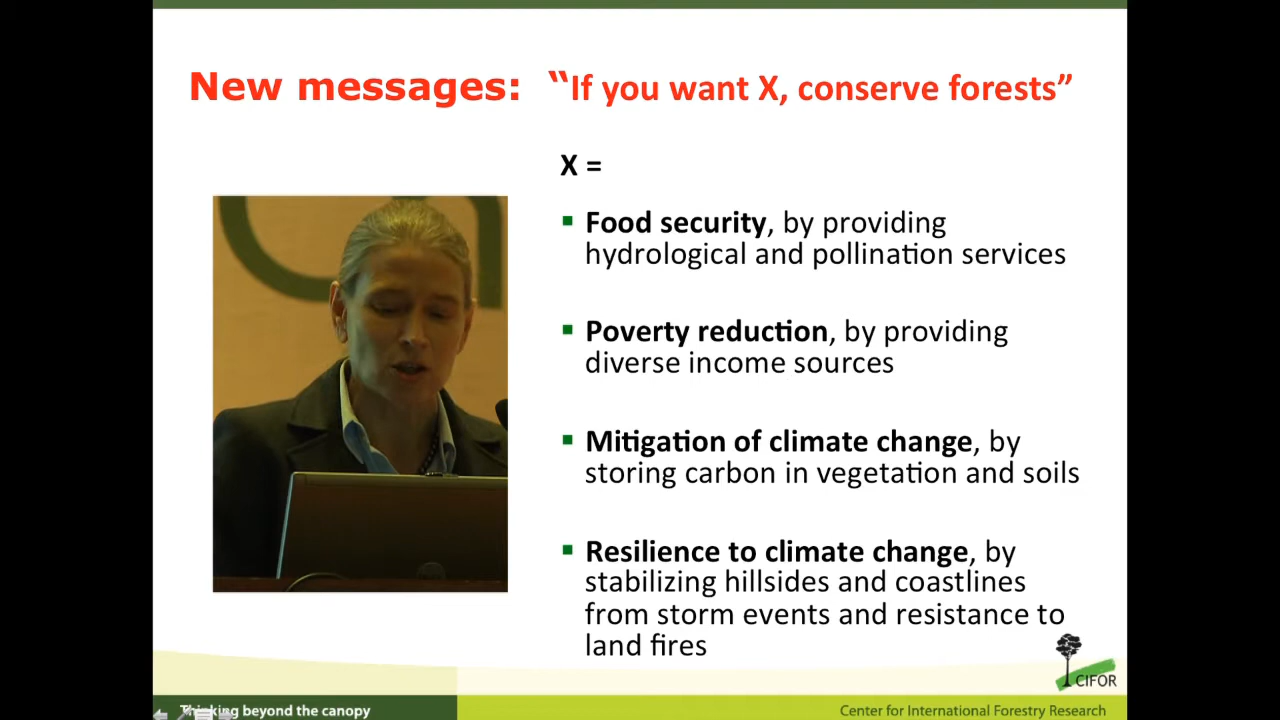 New messages: “If you want X, conserve forests”
X =
Food security, by providing
hydrological and pollination services
Poverty reduction, by providing
diverse income sources
Mitigation of climate change, by
storing carbon in vegetation and soils
Resilience to climate change, by
stabilizing hillsides and coastlines
from storm events and resistance to
land fires
CIFOR
Thinking beyond the canopy
Center for International Forestry Research